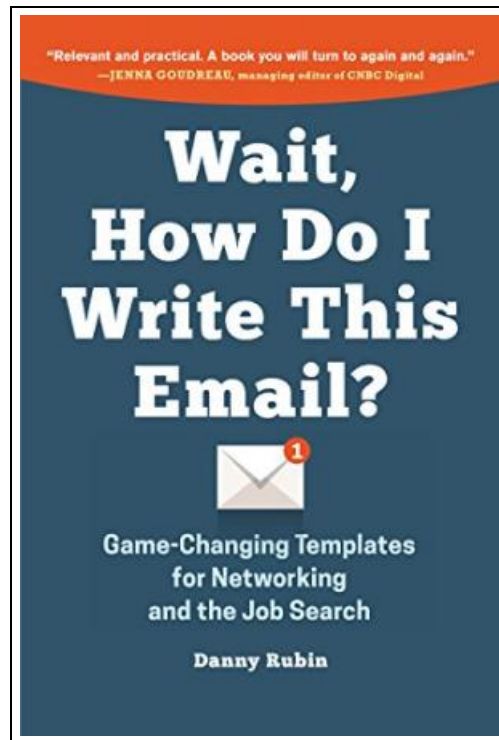 “Relevant and practical. A book you will turn to again and again.”
—JENNA GOUDREAU, managing editor of CNBC Digital
Wait,
How Do I
Write This
Email?
1
Game-Changing Templates
for Networking
and the Job Search
Danny Rubin